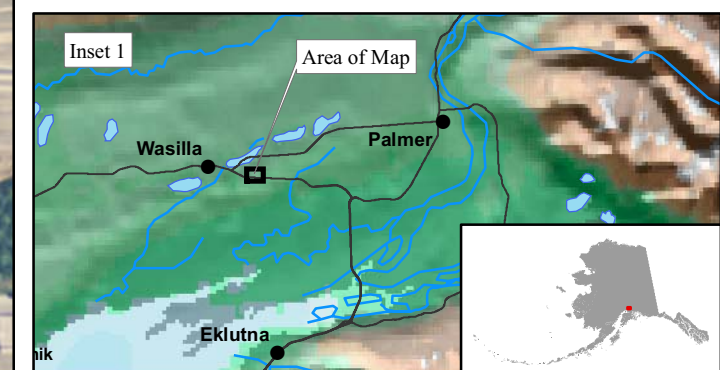 Inset 1
Area of Map
Wasilla
Palmer
Eklutna
nik